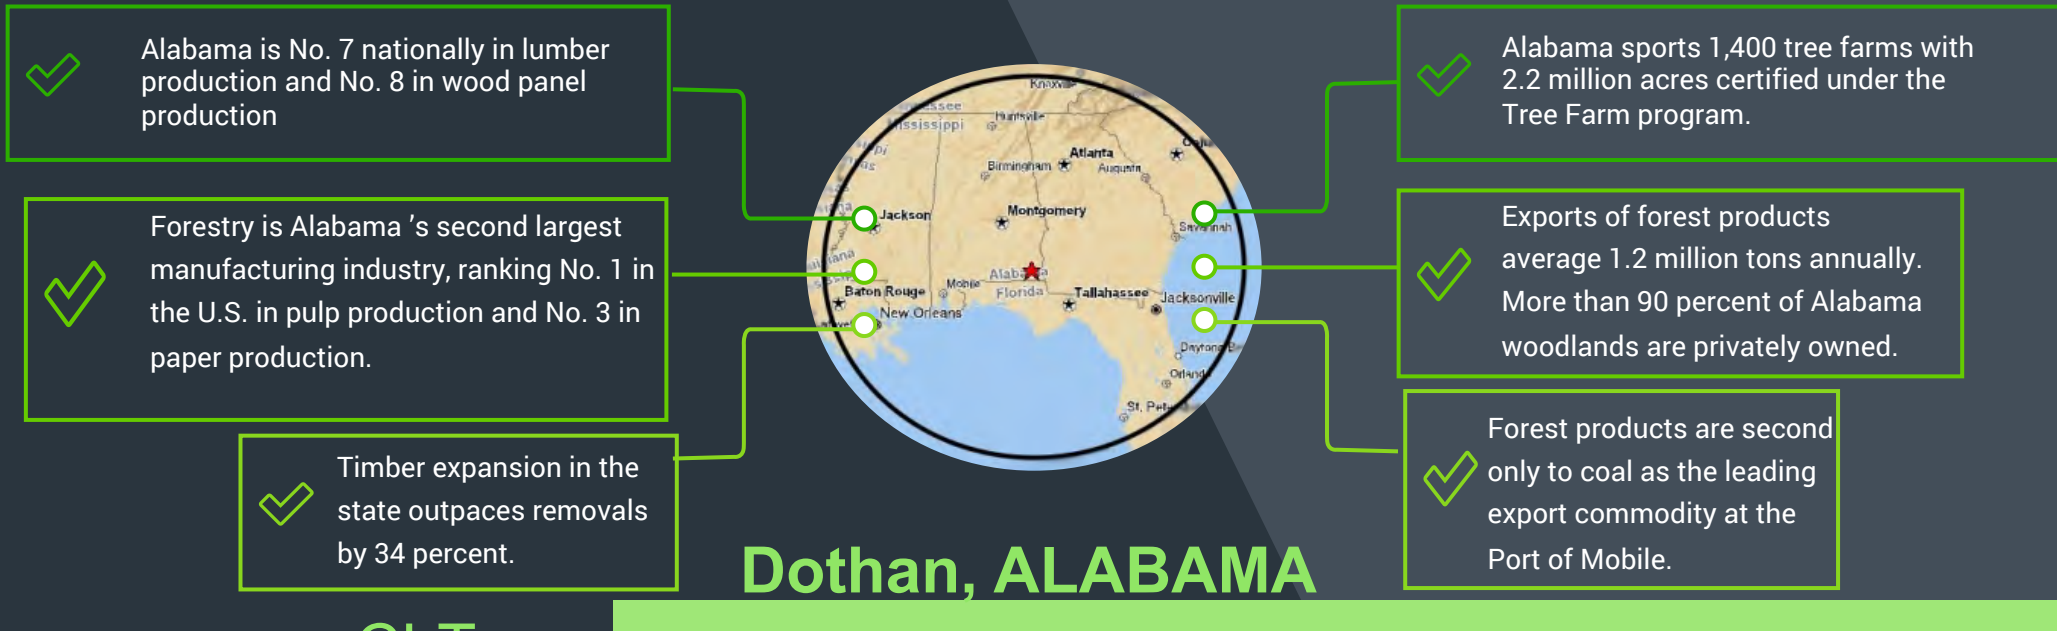 Alabama is No. 7 nationally in lumber
production and No. 8 in wood panel
production
Forestry is Alabama 's second largest
manufacturing industry, ranking No. 1 in
the U.S. in pulp production and No. 3 in
paper production.
Timber expansion in the
state outpaces removals
by 34 percent.
Knoxville
Mississippi
Huntsville
Atlanta
Birmingham
Augusta
Jackson
Montgomery
Savannah
Alabama
Mobile
Florida
Baton Rouge
Tallahassee
Jacksonville
New Orleans
Daytona
Orland
St. Pet
Alabama sports 1,400 tree farms with
2.2 million acres certified under the
Tree Farm program.
Exports of forest products
average 1.2 million tons annually.
More than 90 percent of Alabama
woodlands are privately owned.
Forest products are second
only to coal as the leading
export commodity at the
Port of Mobile.
Dothan, ALABAMA